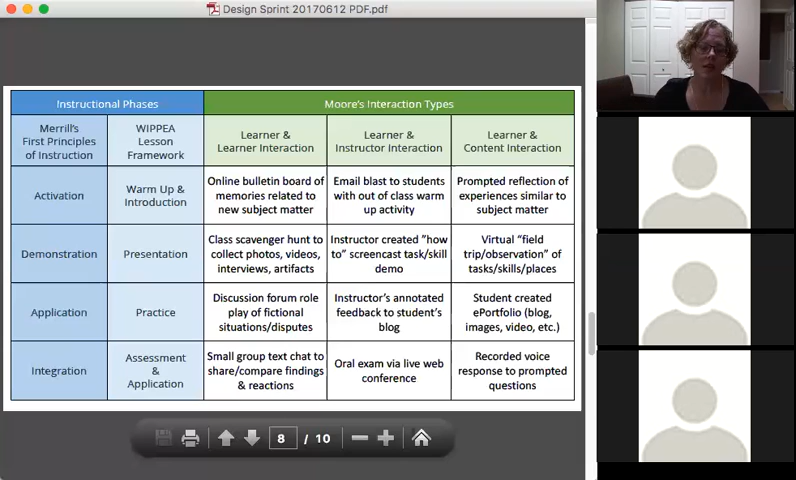 Design Sprint 20170612 PDF.pdf
Instructional Phases
Moore's Interaction Types
Merrill's
First Principles
of Instruction
WIPPEA
Lesson
Framework
Learner &
Learner Interaction
Learner &
Instructor Interaction
Learner &
Content Interaction
Activation
Warm Up &
Introduction
Online bulletin board of
memories related to
new subject matter
Email blast to students
with out of class warm
up activity
Prompted reflection of
experiences similar to
subject matter
Demonstration
Presentation
Class scavenger hunt to
collect photos, videos,
interviews, artifacts
Instructor created "how
to" screencast task/skill
demo
Virtual "field
trip/observation" of
tasks/skills/places
Application
Practice
Discussion forum role
play of fictional
situations/disputes
Instructor's annotated
feedback to student's
blog
Student created
ePortfolio (blog,
images, video, etc.)
Integration
Assessment
&
Application
Small group text chat to
share/compare findings
& reactions
Oral exam via live web
conference
Recorded voice
response to prompted
questions
8 / 10